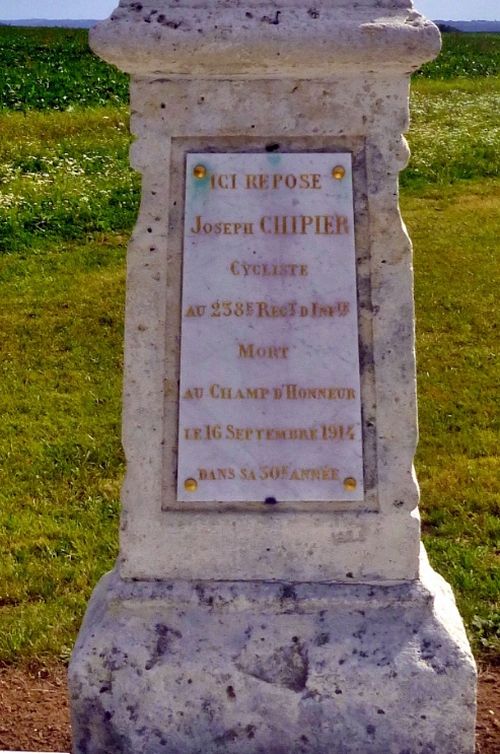 ICI REPOSE
JOSEPH CHIPIER
CYCLISTE
AU 238E REGT D'INFIE
MORT
AU CHAMP D'HONNEUR
LE 16 SEPTEMBRE 1914
DANS SA 30E ANNÉE